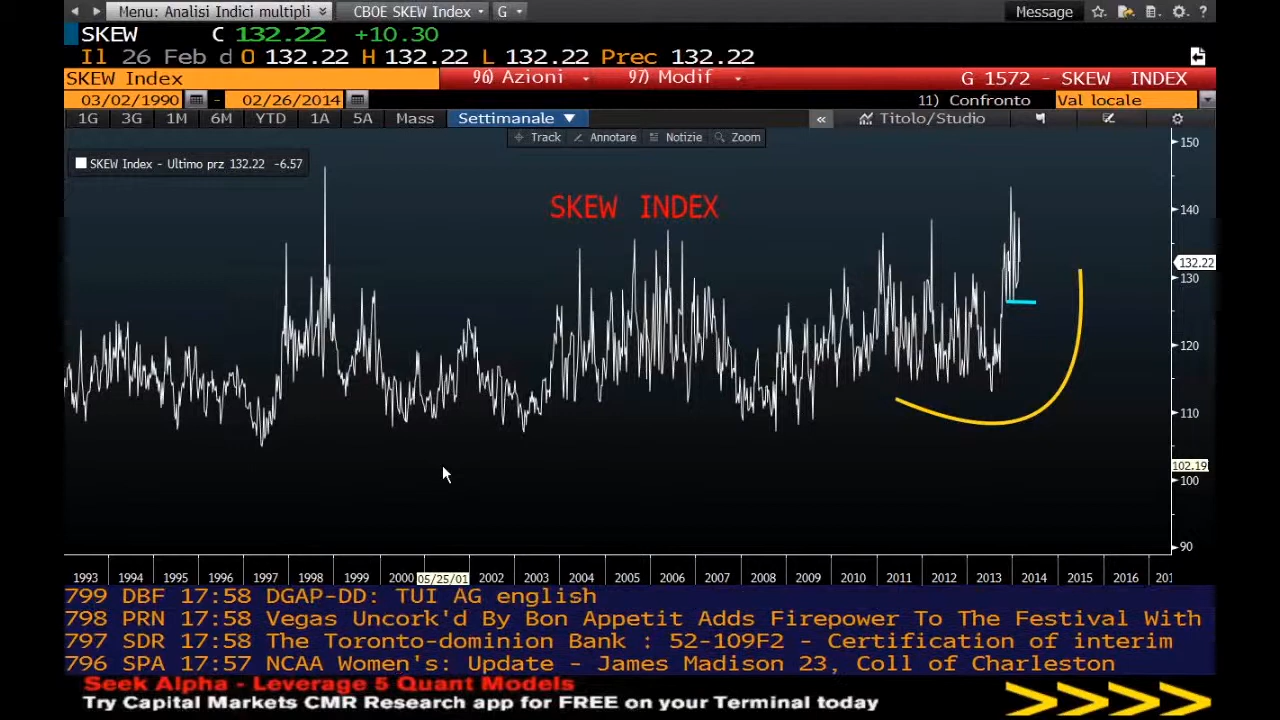 Menu: Analisi Indici multipli CBOE SKEW Index G Message ?
SKEW C 132.22 +10.30
Il 26 Feb d O 132.22 H 132.22 L 132.22 Prec 132.22
SKEW Index 96) Azioni 97) Modif G 1572 - SKEW INDEX
03/02/1990 - 02/26/2014 11) Confronto Val locale
1G 3G 1M 6M YTD 1A 5A Mass Settimanale « Titolo/Studio
Track Annotare Notizie Zoom
SKEW Index - Ultimo prz 132.22 -6.57
SKEW INDEX
150
140
132.22
130
120
110
102.19
100
90
1993 1994 1995 1996 1997 1998 1999 2000 05/25/01 2002 2003 2004 2005 2006 2007 2008 2009 2010 2011 2012 2013 2014 2015 2016
799 DBF 17:58 DGAP-DD: TUI AG english
798 PRN 17:58 Vegas Uncork'd By Bon Appetit Adds Firepower To The Festival With
797 SDR 17:58 The Toronto-dominion Bank : 52-109F2 - Certification of interim
796 SPA 17:57 NCAA Women's: Update - James Madison 23, Coll of Charleston
Seek Alpha - Leverage 5 Quant Models
Try Capital Markets CMR Research app for FREE on your Terminal today